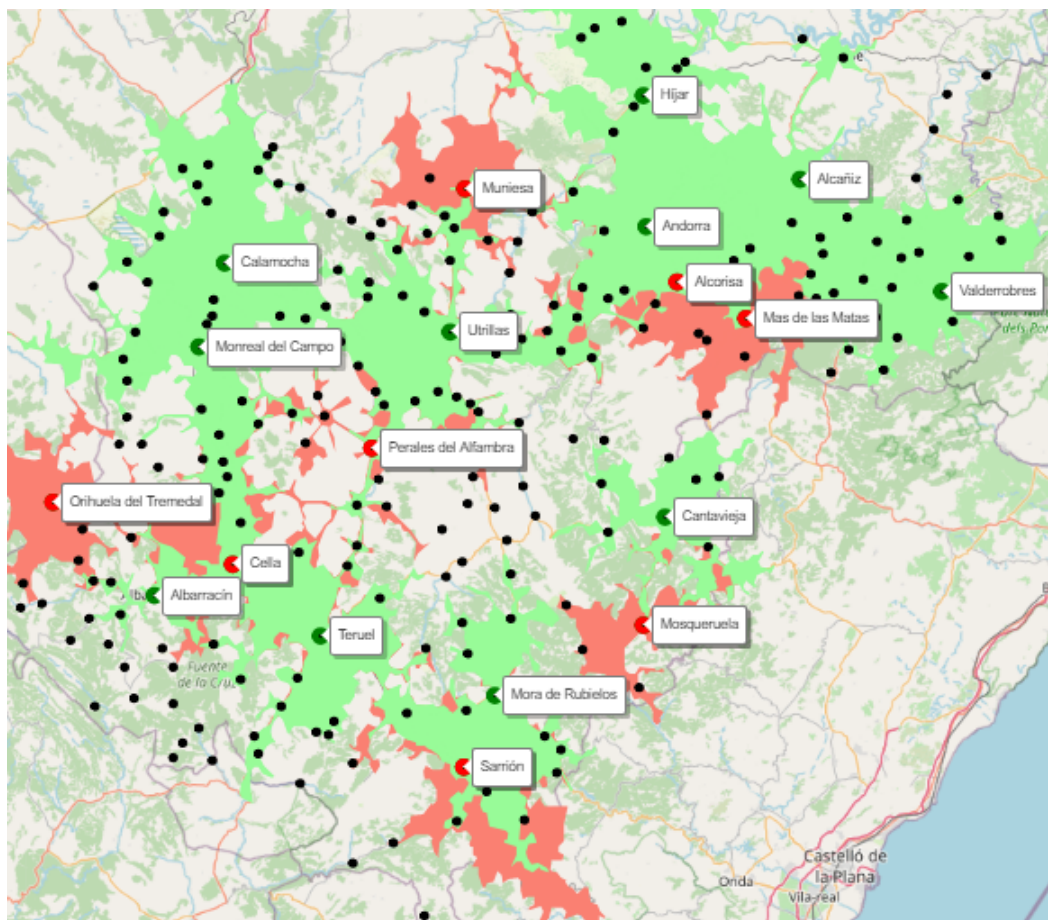 Híjar
Muniesa
Alcañiz
Andorra
Calamocha
Alcorisa
Valderrobres
Mas de las Matas
Utrillas
Monreal del Campo
Perales del Alfambra
Orihuela del Tremedal
Cantavieja
Cella
Albarracín
Mosqueruela
Teruel
Fuente
de la Cruz
Mora de Rubielos
Sarrión
Castelló de
la Plana
Onda
Vila-real